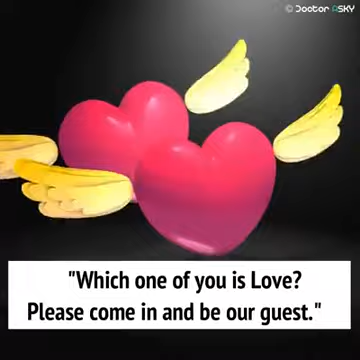 © Doctor ASKY
"Which one of you is Love?
Please come in and be our guest."